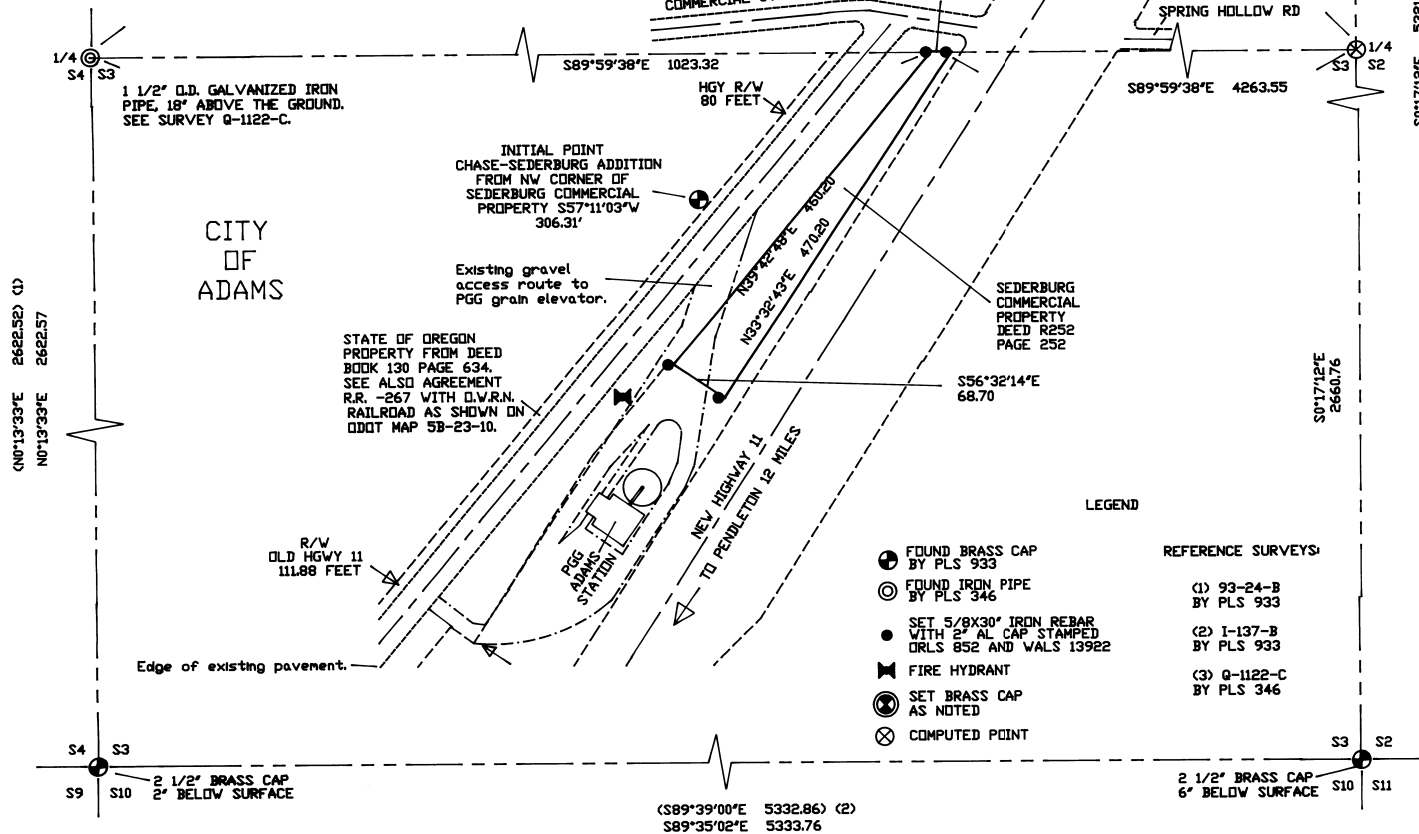 COMMERCIAL
SPRING HOLLOW RD
1/4
S4 S3
S89°59'38"E 1023.32
1/4
S3 S2
S89°59'38"E 4263.55
1 1/2" O.D. GALVANIZED IRON
PIPE, 18" ABOVE THE GROUND.
SEE SURVEY Q-1122-C.
HGY R/W
80 FEET
INITIAL POINT
CHASE-SEDERBURG ADDITION
FROM NW CORNER OF
SEDERBURG COMMERCIAL
PROPERTY S57°11'03"W
306.31'
CITY
OF
ADAMS
N39°42'48"E 460.20
N33°32'43"E 470.20
Existing gravel
access route to
PGG grain elevator.
SEDERBURG
COMMERCIAL
PROPERTY
DEED R252
PAGE 252
(N0°13'33"E 2622.52) (1)
N0°13'33"E 2622.57
STATE OF OREGON
PROPERTY FROM DEED
BOOK 130 PAGE 634.
SEE ALSO AGREEMENT
R.R. -267 WITH O.W.R.N.
RAILROAD AS SHOWN ON
ODOT MAP 5B-23-10.
S56°32'14"E
68.70
S0°17'12"E
2660.76
NEW HIGHWAY 11
TO PENDLETON 12 MILES
PGG
ADAMS
STATION
R/W
OLD HGWY 11
111.88 FEET
Edge of existing pavement.
LEGEND
FOUND BRASS CAP
BY PLS 933
FOUND IRON PIPE
BY PLS 346
SET 5/8X30" IRON REBAR
WITH 2" AL CAP STAMPED
ORLS 852 AND WALS 13922
FIRE HYDRANT
SET BRASS CAP
AS NOTED
COMPUTED POINT
REFERENCE SURVEYS:
(1) 93-24-B
BY PLS 933
(2) I-137-B
BY PLS 933
(3) Q-1122-C
BY PLS 346
S4 S3
S9 S10
2 1/2" BRASS CAP
2" BELOW SURFACE
(S89°39'00"E 5332.86) (2)
S89°35'02"E 5333.76
2 1/2" BRASS CAP
6" BELOW SURFACE
S3 S2
S10 S11